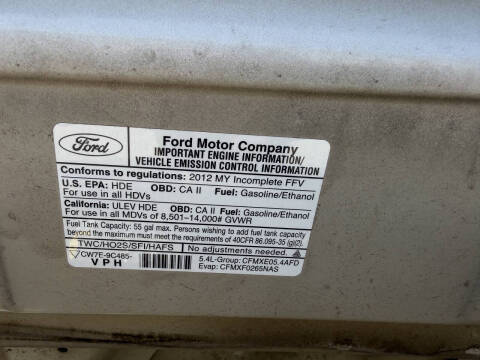 Ford
Ford Motor Company
IMPORTANT ENGINE INFORMATION/
VEHICLE EMISSION CONTROL INFORMATION
Conforms to regulations: 2012 MY Incomplete FFV
U.S. EPA: HDE OBD: CA II Fuel: Gasoline/Ethanol
For use in all HDVs
California: ULEV HDE OBD: CA II Fuel: Gasoline/Ethanol
For use in all MDVs of 8,501-14,000# GVWR
Fuel Tank Capacity: 55 gal max. Persons wishing to add fuel tank capacity
beyond the maximum must meet the requirements of 40CFR 86.095-35 (g)(2).
TWC/HO2S/SFI/HAFS No adjustments needed.
CW7E-9C485-
VPH
5.4L-Group: CFMXE05.4AFD
Evap: CFMXF0265NAS